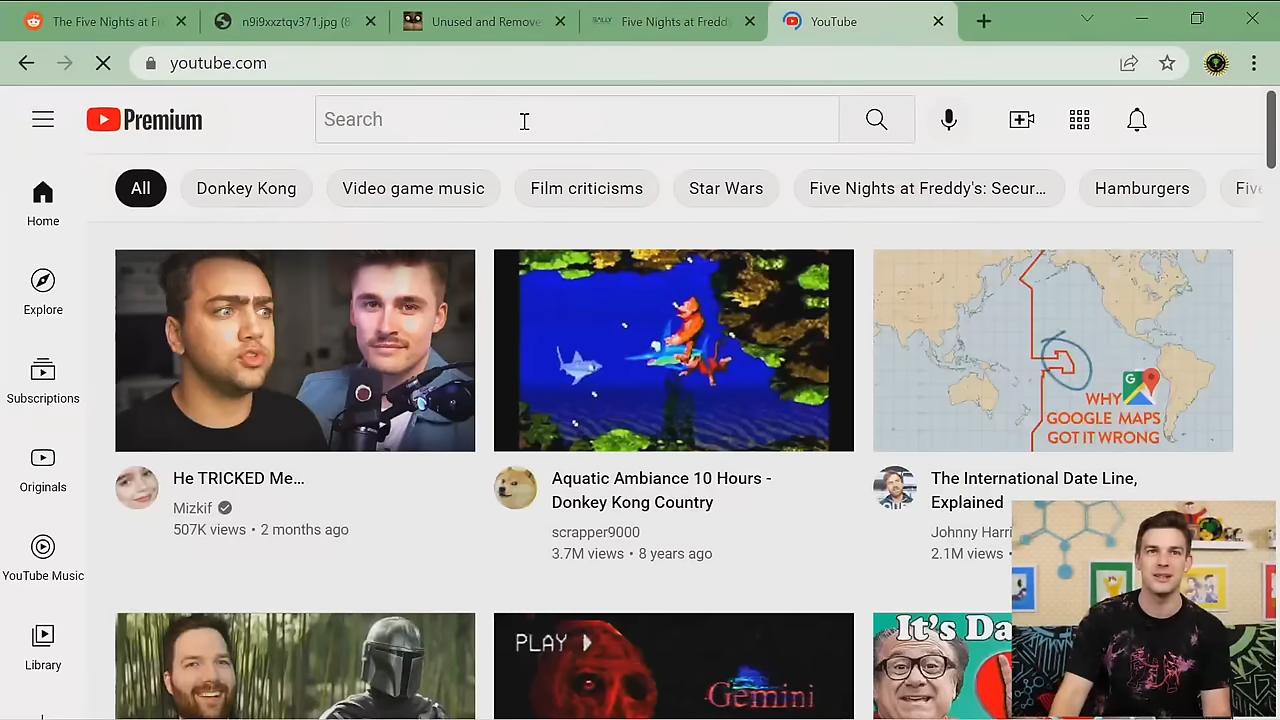 The Five Nights at Fr
n9i9xxztqv371.jpg (8
Unused and Remove
Five Nights at Fredd
YouTube
youtube.com
Premium
Search
All
Donkey Kong
Video game music
Film criticisms
Star Wars
Five Nights at Freddy's: Secur...
Hamburgers
Five
Home
Explore
Subscriptions
Originals
YouTube Music
Library
WHY
GOOGLE MAPS
GOT IT WRONG
He TRICKED Me...
Mizkif
507K views • 2 months ago
Aquatic Ambiance 10 Hours -
Donkey Kong Country
scrapper9000
3.7M views • 8 years ago
The International Date Line,
Explained
Johnny Harri
2.1M views •
PLAY
Gemini
It's Da